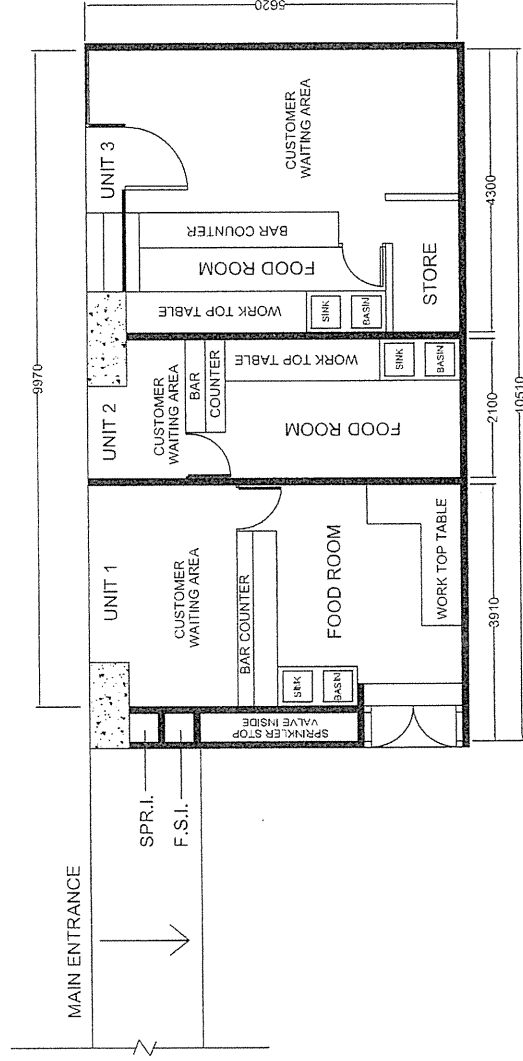 5620
9970
UNIT 3
CUSTOMER
WAITING AREA
BAR COUNTER
FOOD ROOM
WORK TOP TABLE
SINK
BASIN
STORE
4300
UNIT 2
CUSTOMER
WAITING AREA
BAR
COUNTER
WORK TOP TABLE
SINK
BASIN
FOOD ROOM
2100
10510
UNIT 1
CUSTOMER
WAITING AREA
BAR COUNTER
FOOD ROOM
SINK
BASIN
WORK TOP TABLE
3910
SPRINKLER STOP
VALVE INSIDE
SPR.I.
F.S.I.
MAIN ENTRANCE